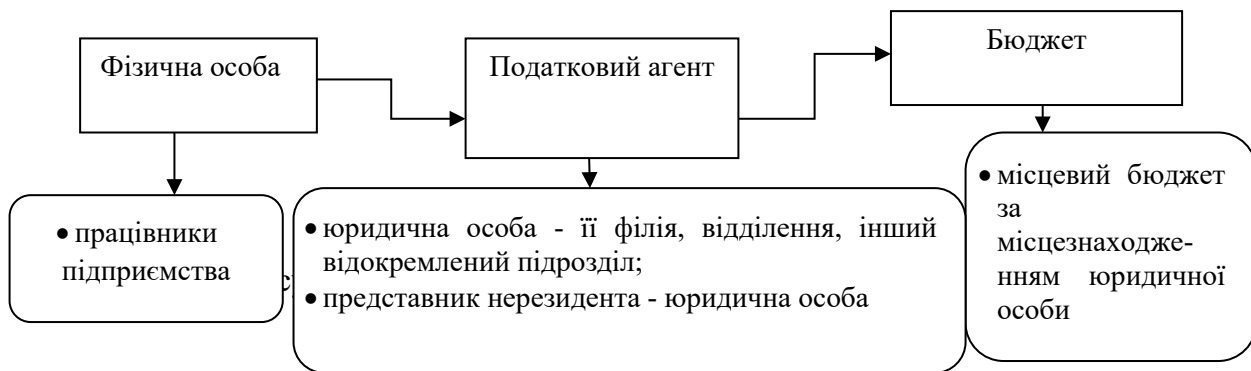 Фізична особа
Податковий агент
Бюджет
• працівники
підприємства
• юридична особа - її філія, відділення, інший
відокремлений підрозділ;
• представник нерезидента - юридична особа
• місцевий бюджет
за
місцезнаходже-
нням юридичної
особи